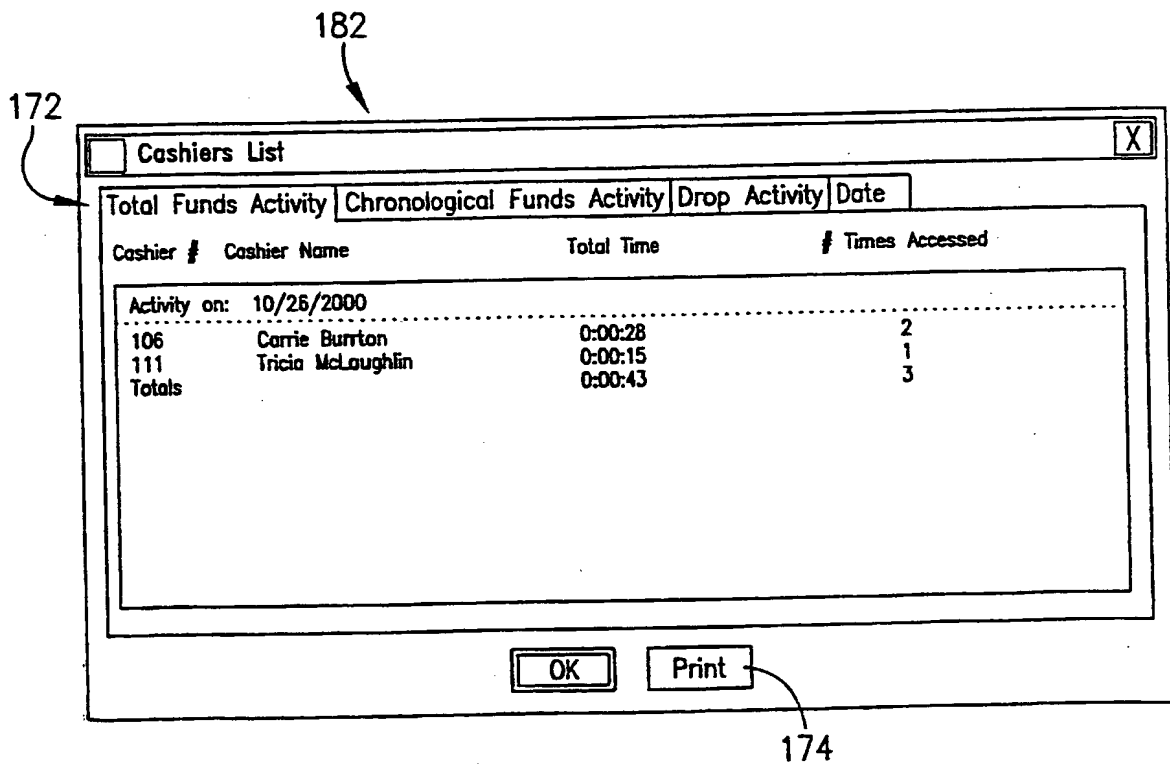 182
172
Cashiers List X
Total Funds Activity Chronological Funds Activity Drop Activity Date
Cashier # Cashier Name Total Time # Times Accessed
Activity on: 10/26/2000
106 Carrie Burrton 0:00:28 2
111 Tricia McLaughlin 0:00:15 1
Totals 0:00:43 3
OK Print
174